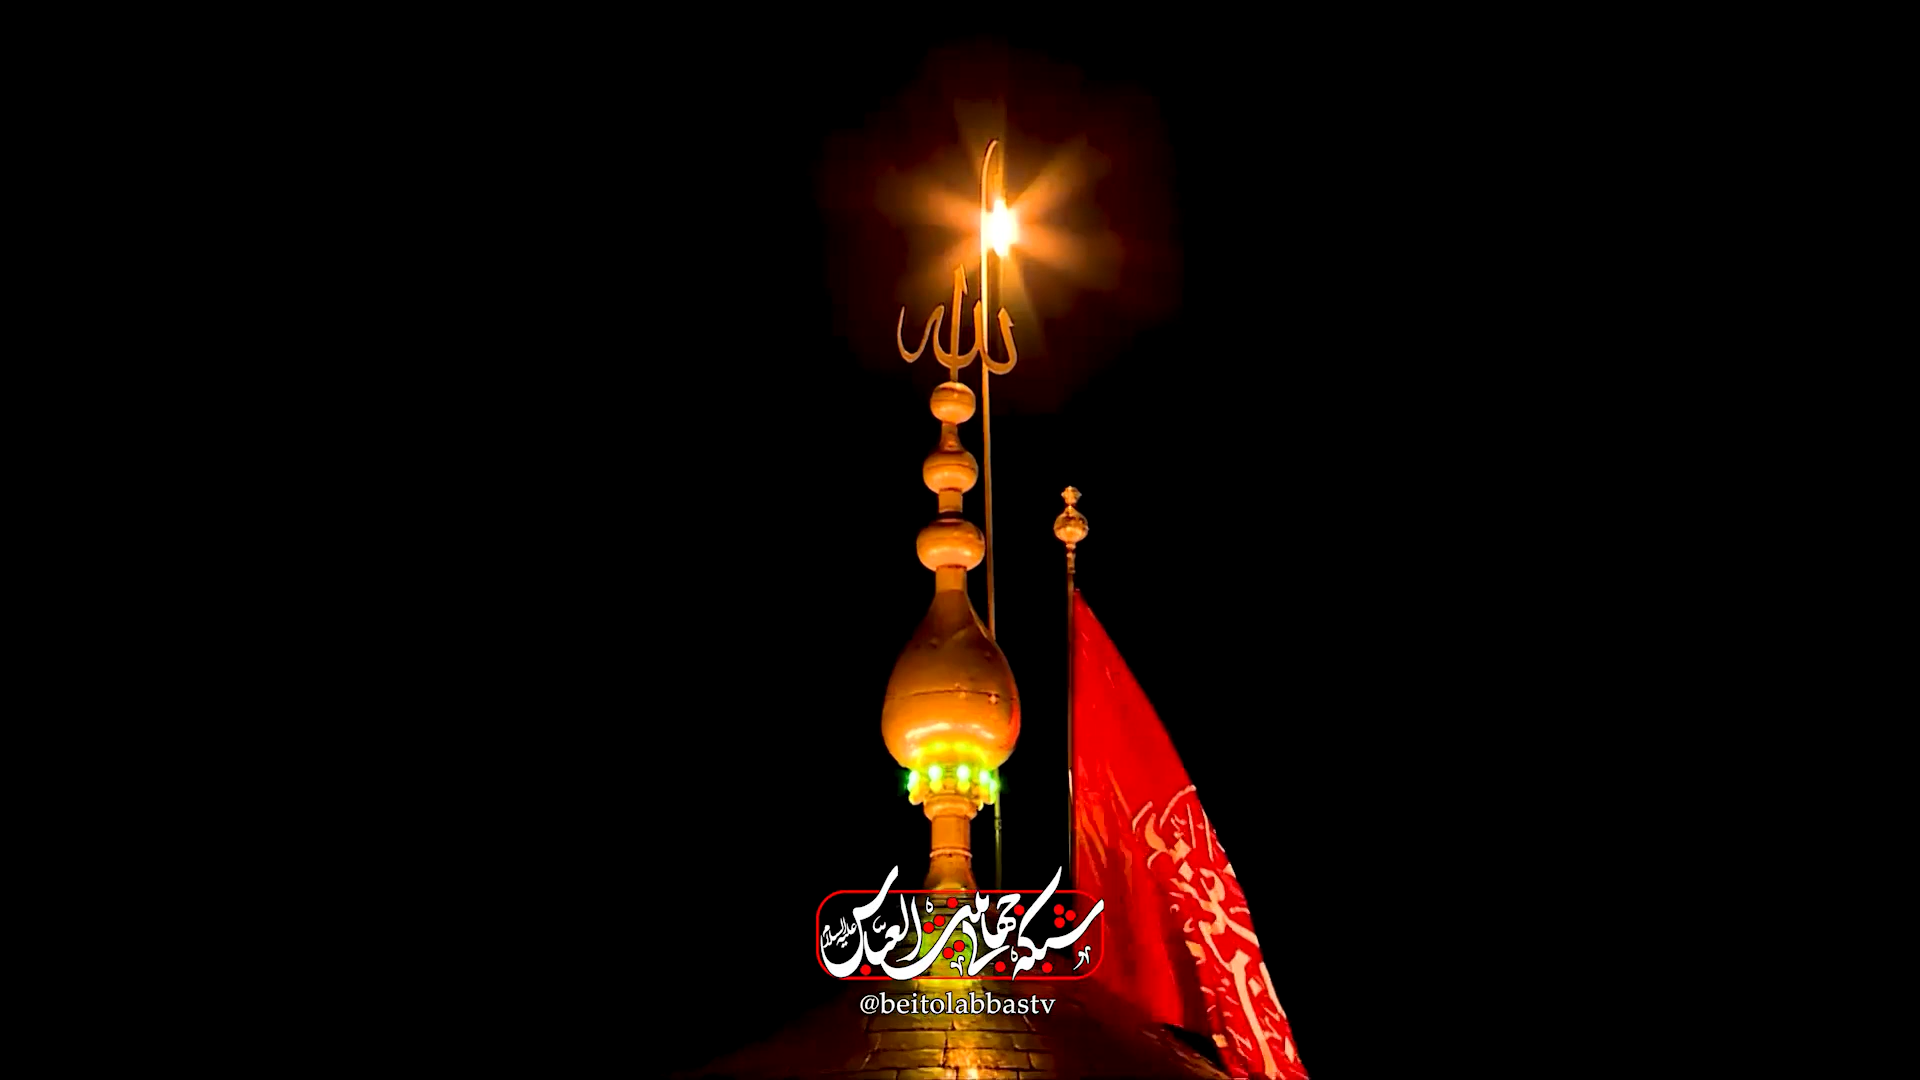 الله
شبکه جهانی بیت العباس علیه السلام
@beitolabbastv